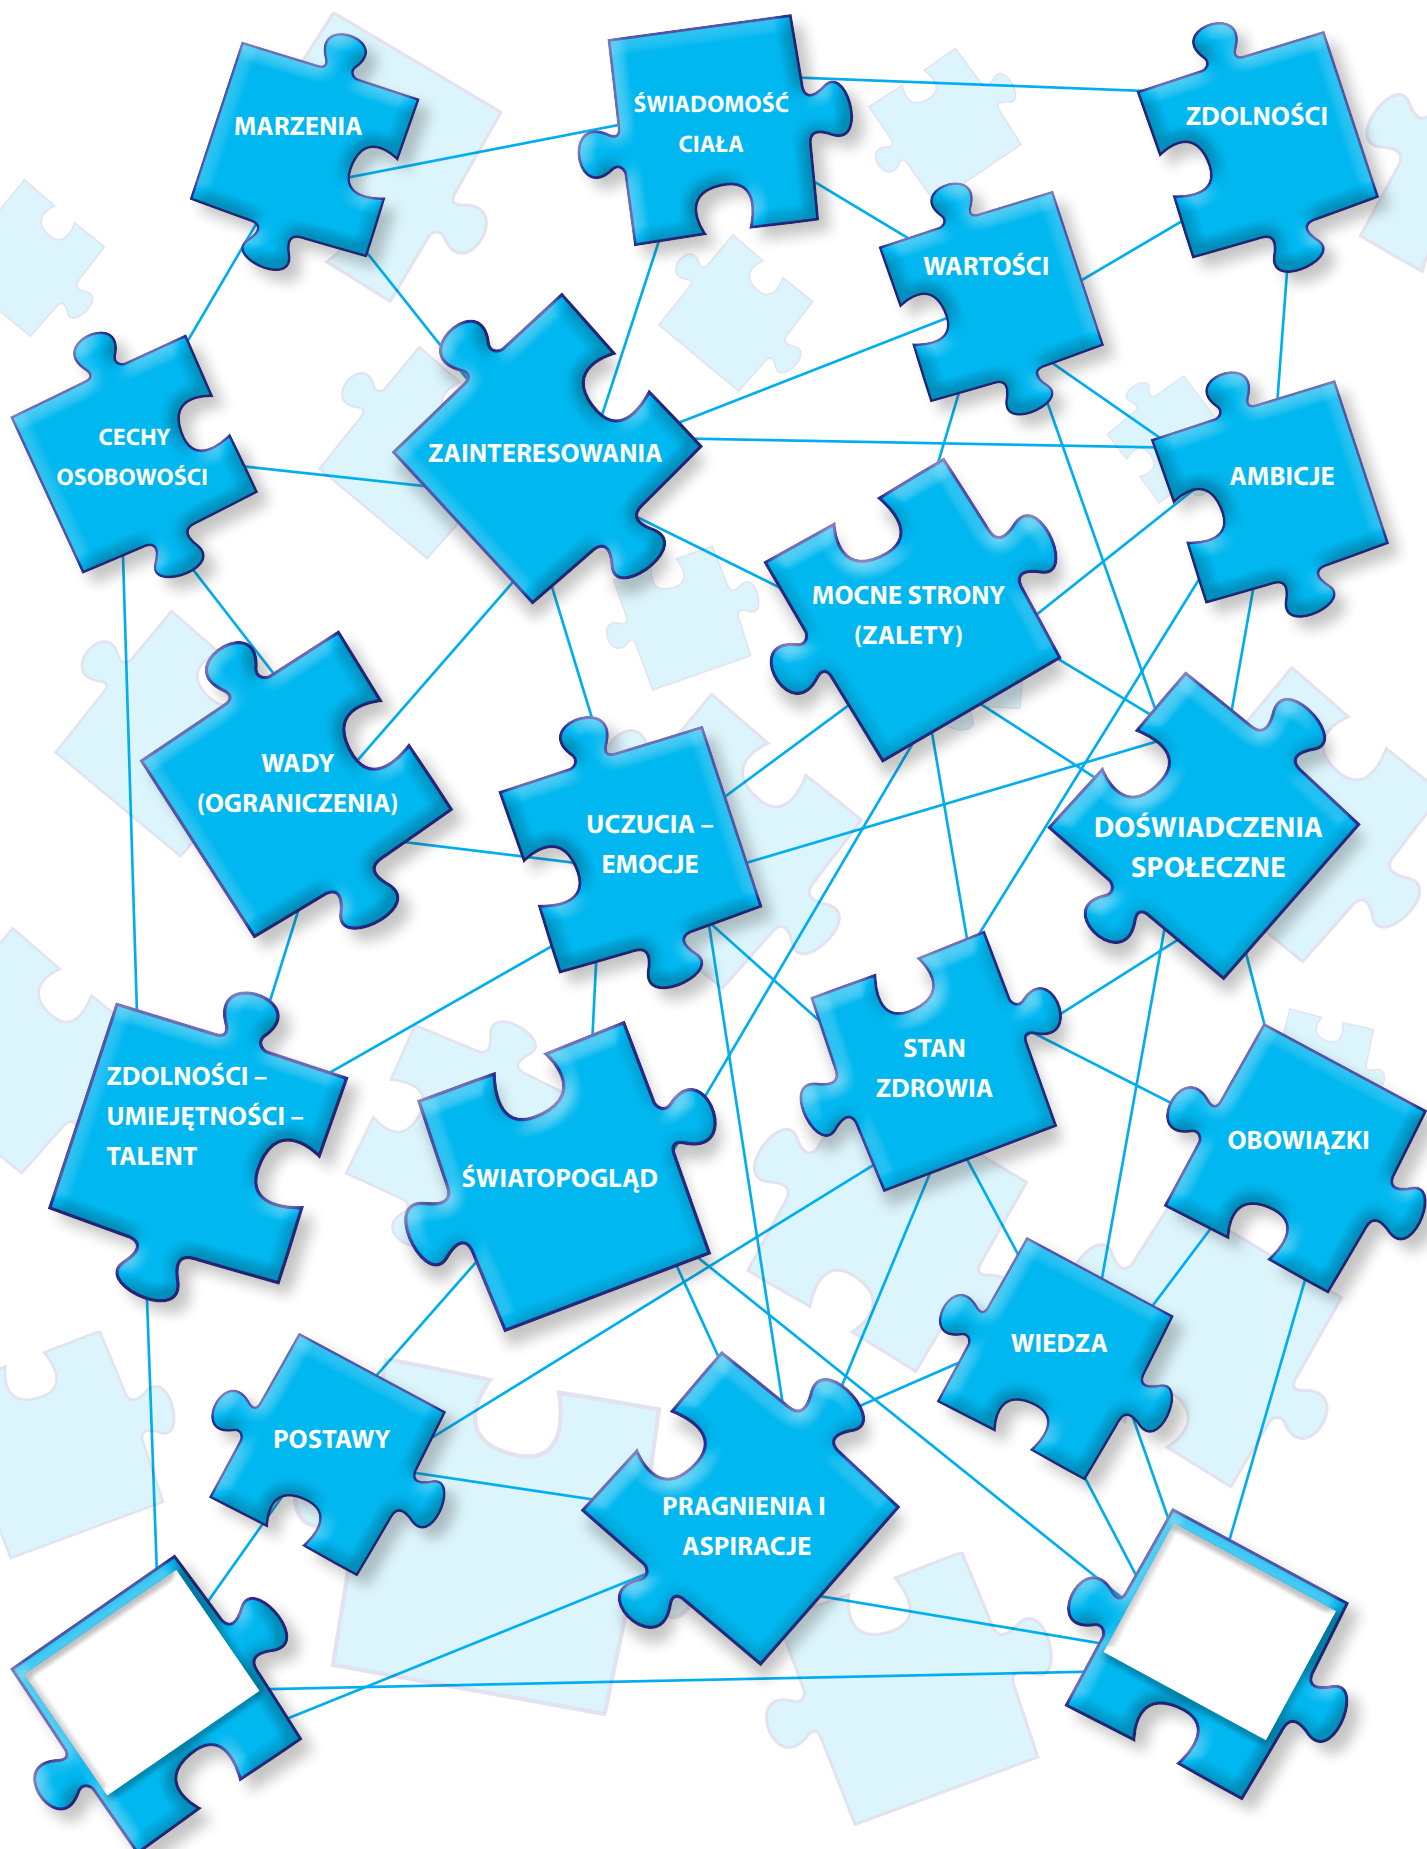 MARZENIA
ŚWIADOMOŚĆ
CIAŁA
ZDOLNOŚCI
WARTOŚCI
CECHY
OSOBOWOŚCI
ZAINTERESOWANIA
AMBICJE
MOCNE STRONY
(ZALETY)
WADY
(OGRANICZENIA)
UCZUCIA –
EMOCJE
DOŚWIADCZENIA
SPOŁECZNE
ZDOLNOŚCI –
UMIEJĘTNOŚCI –
TALENT
ŚWIATOPOGLĄD
STAN
ZDROWIA
OBOWIĄZKI
WIEDZA
POSTAWY
PRAGNIENIA I
ASPIRACJE